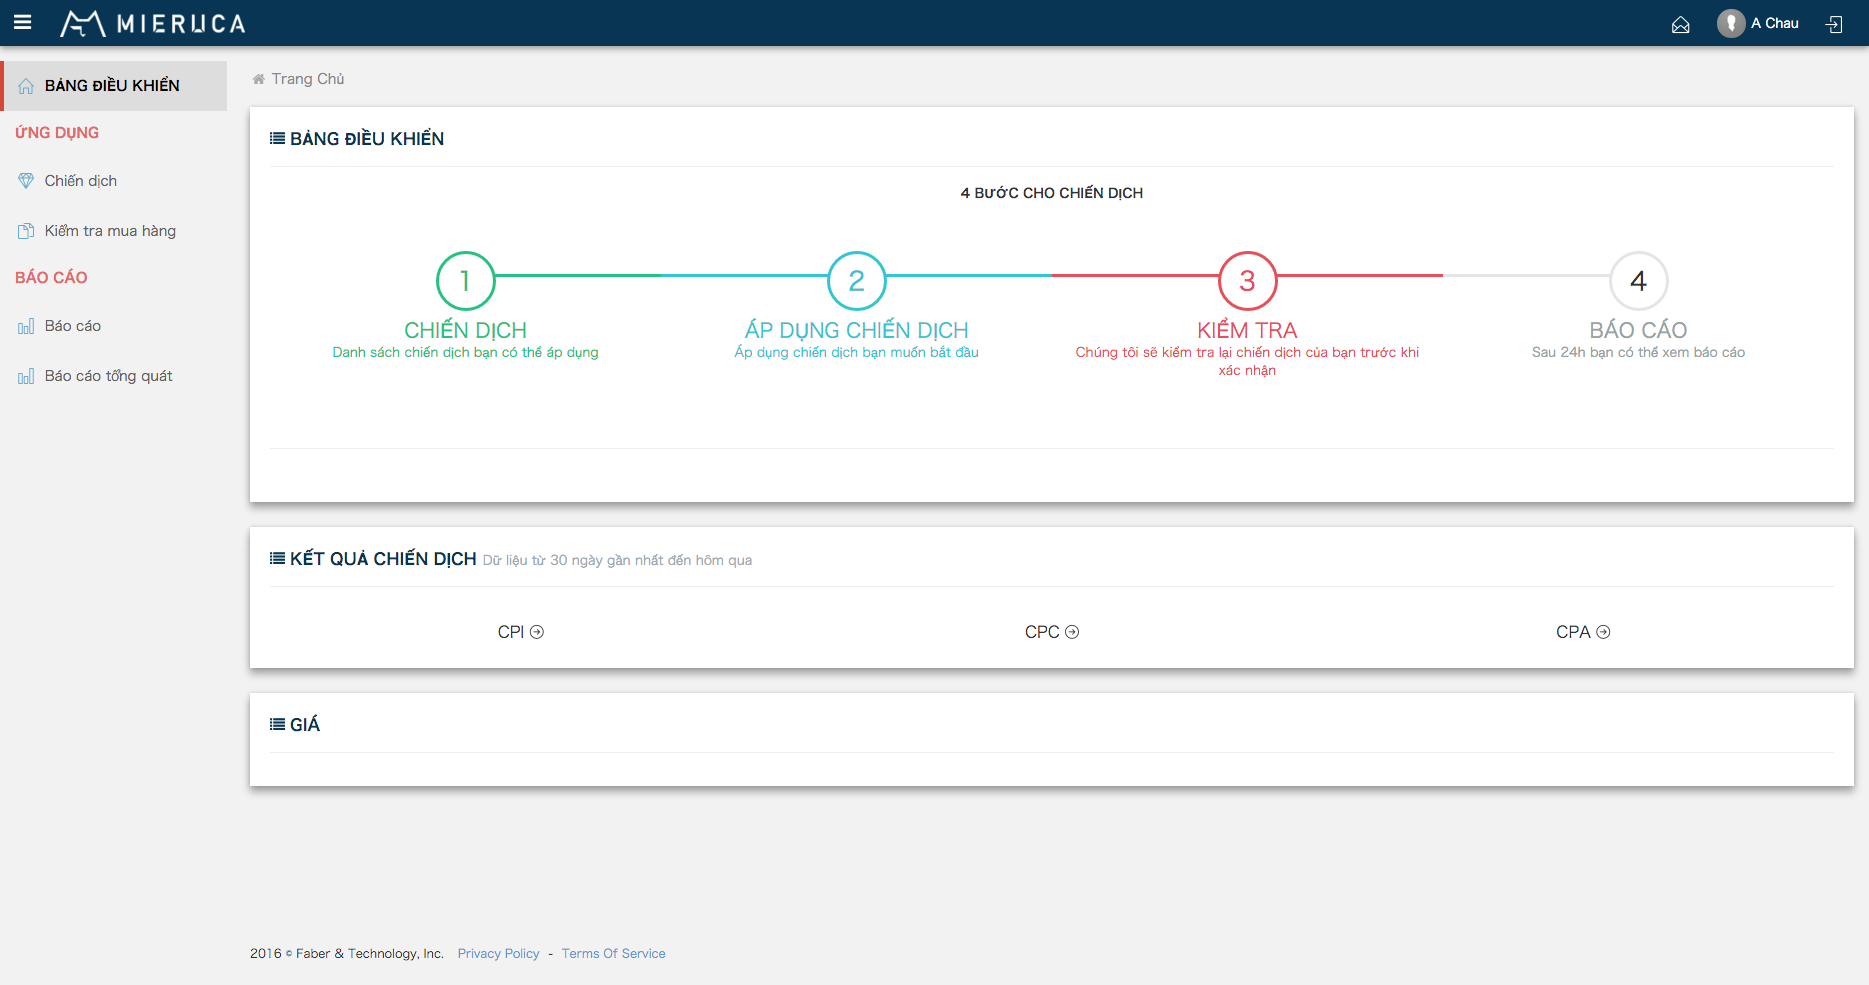 MIERUCA
A Chau
BẢNG ĐIỀU KHIỂN
ỨNG DỤNG
Chiến dịch
Kiểm tra mua hàng
BÁO CÁO
Báo cáo
Báo cáo tổng quát
Trang Chủ
BẢNG ĐIỀU KHIỂN
4 BƯỚC CHO CHIẾN DỊCH
1
CHIẾN DỊCH
Danh sách chiến dịch bạn có thể áp dụng
2
ÁP DỤNG CHIẾN DỊCH
Áp dụng chiến dịch bạn muốn bắt đầu
3
KIỂM TRA
Chúng tôi sẽ kiểm tra lại chiến dịch của bạn trước khi
xác nhận
4
BÁO CÁO
Sau 24h bạn có thể xem báo cáo
KẾT QUẢ CHIẾN DỊCH Dữ liệu từ 30 ngày gần nhất đến hôm qua
CPI
CPC
CPA
GIÁ
2016 © Faber & Technology, Inc. Privacy Policy - Terms Of Service